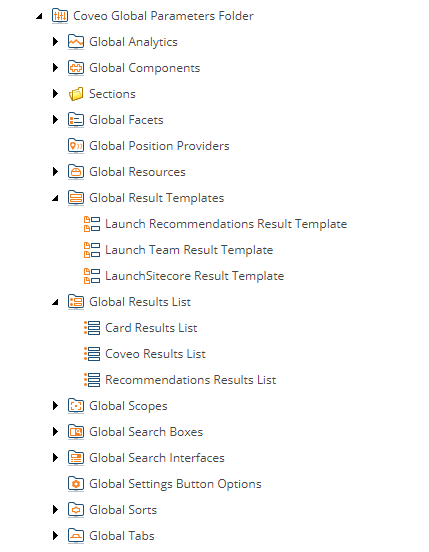 Coveo Global Parameters Folder
Global Analytics
Global Components
Sections
Global Facets
Global Position Providers
Global Resources
Global Result Templates
Launch Recommendations Result Template
Launch Team Result Template
LaunchSitecore Result Template
Global Results List
Card Results List
Coveo Results List
Recommendations Results List
Global Scopes
Global Search Boxes
Global Search Interfaces
Global Settings Button Options
Global Sorts
Global Tabs